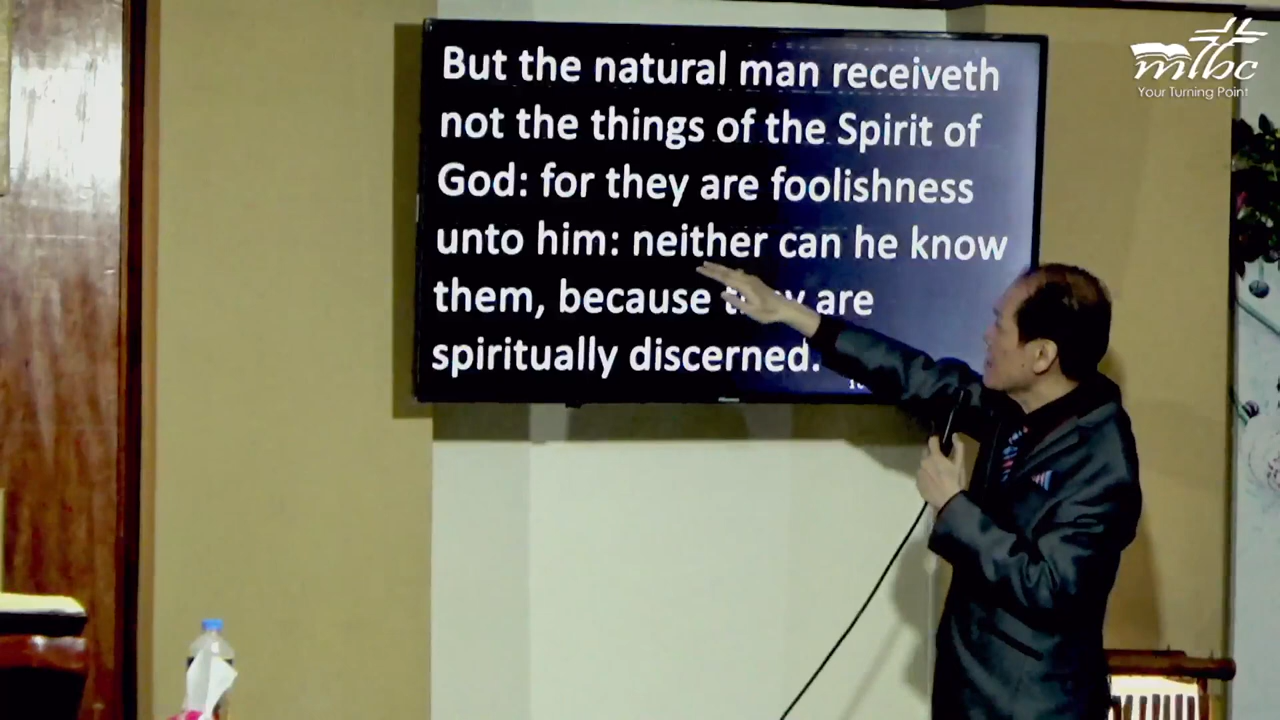 But the natural man receiveth
not the things of the Spirit of
God: for they are foolishness
unto him: neither can he know
them, because are
spiritually discerned.
mtbc
Your Turning Point
Hisense